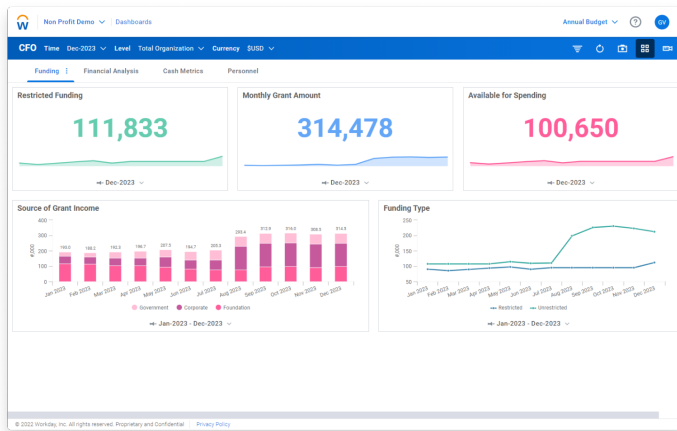 Non Profit Demo Dashboards Annual Budget ? GV
CFO Time Dec-2023 Level Total Organization Currency $USD
Funding Financial Analysis Cash Metrics Personnel
Restricted Funding
111,833
Dec-2023
Monthly Grant Amount
314,478
Dec-2023
Available for Spending
100,650
Dec-2023
Source of Grant Income
#,000
400
300
200
100
0
190.0 188.2 192.3 198.7 207.5 194.7 205.3 293.4 312.9 316.0 308.5 314.5
Jan 2023 Feb 2023 Mar 2023 Apr 2023 May 2023 Jun 2023 Jul 2023 Aug 2023 Sep 2023 Oct 2023 Nov 2023 Dec 2023
Government Corporate Foundation
Jan-2023 - Dec-2023
Funding Type
#,000
250
200
150
100
50
Jan 2023 Feb 2023 Mar 2023 Apr 2023 May 2023 Jun 2023 Jul 2023 Aug 2023 Sep 2023 Oct 2023 Nov 2023 Dec 2023
Restricted Unrestricted
Jan-2023 - Dec-2023
© 2022 Workday, Inc. All rights reserved. Proprietary and Confidential Privacy Policy